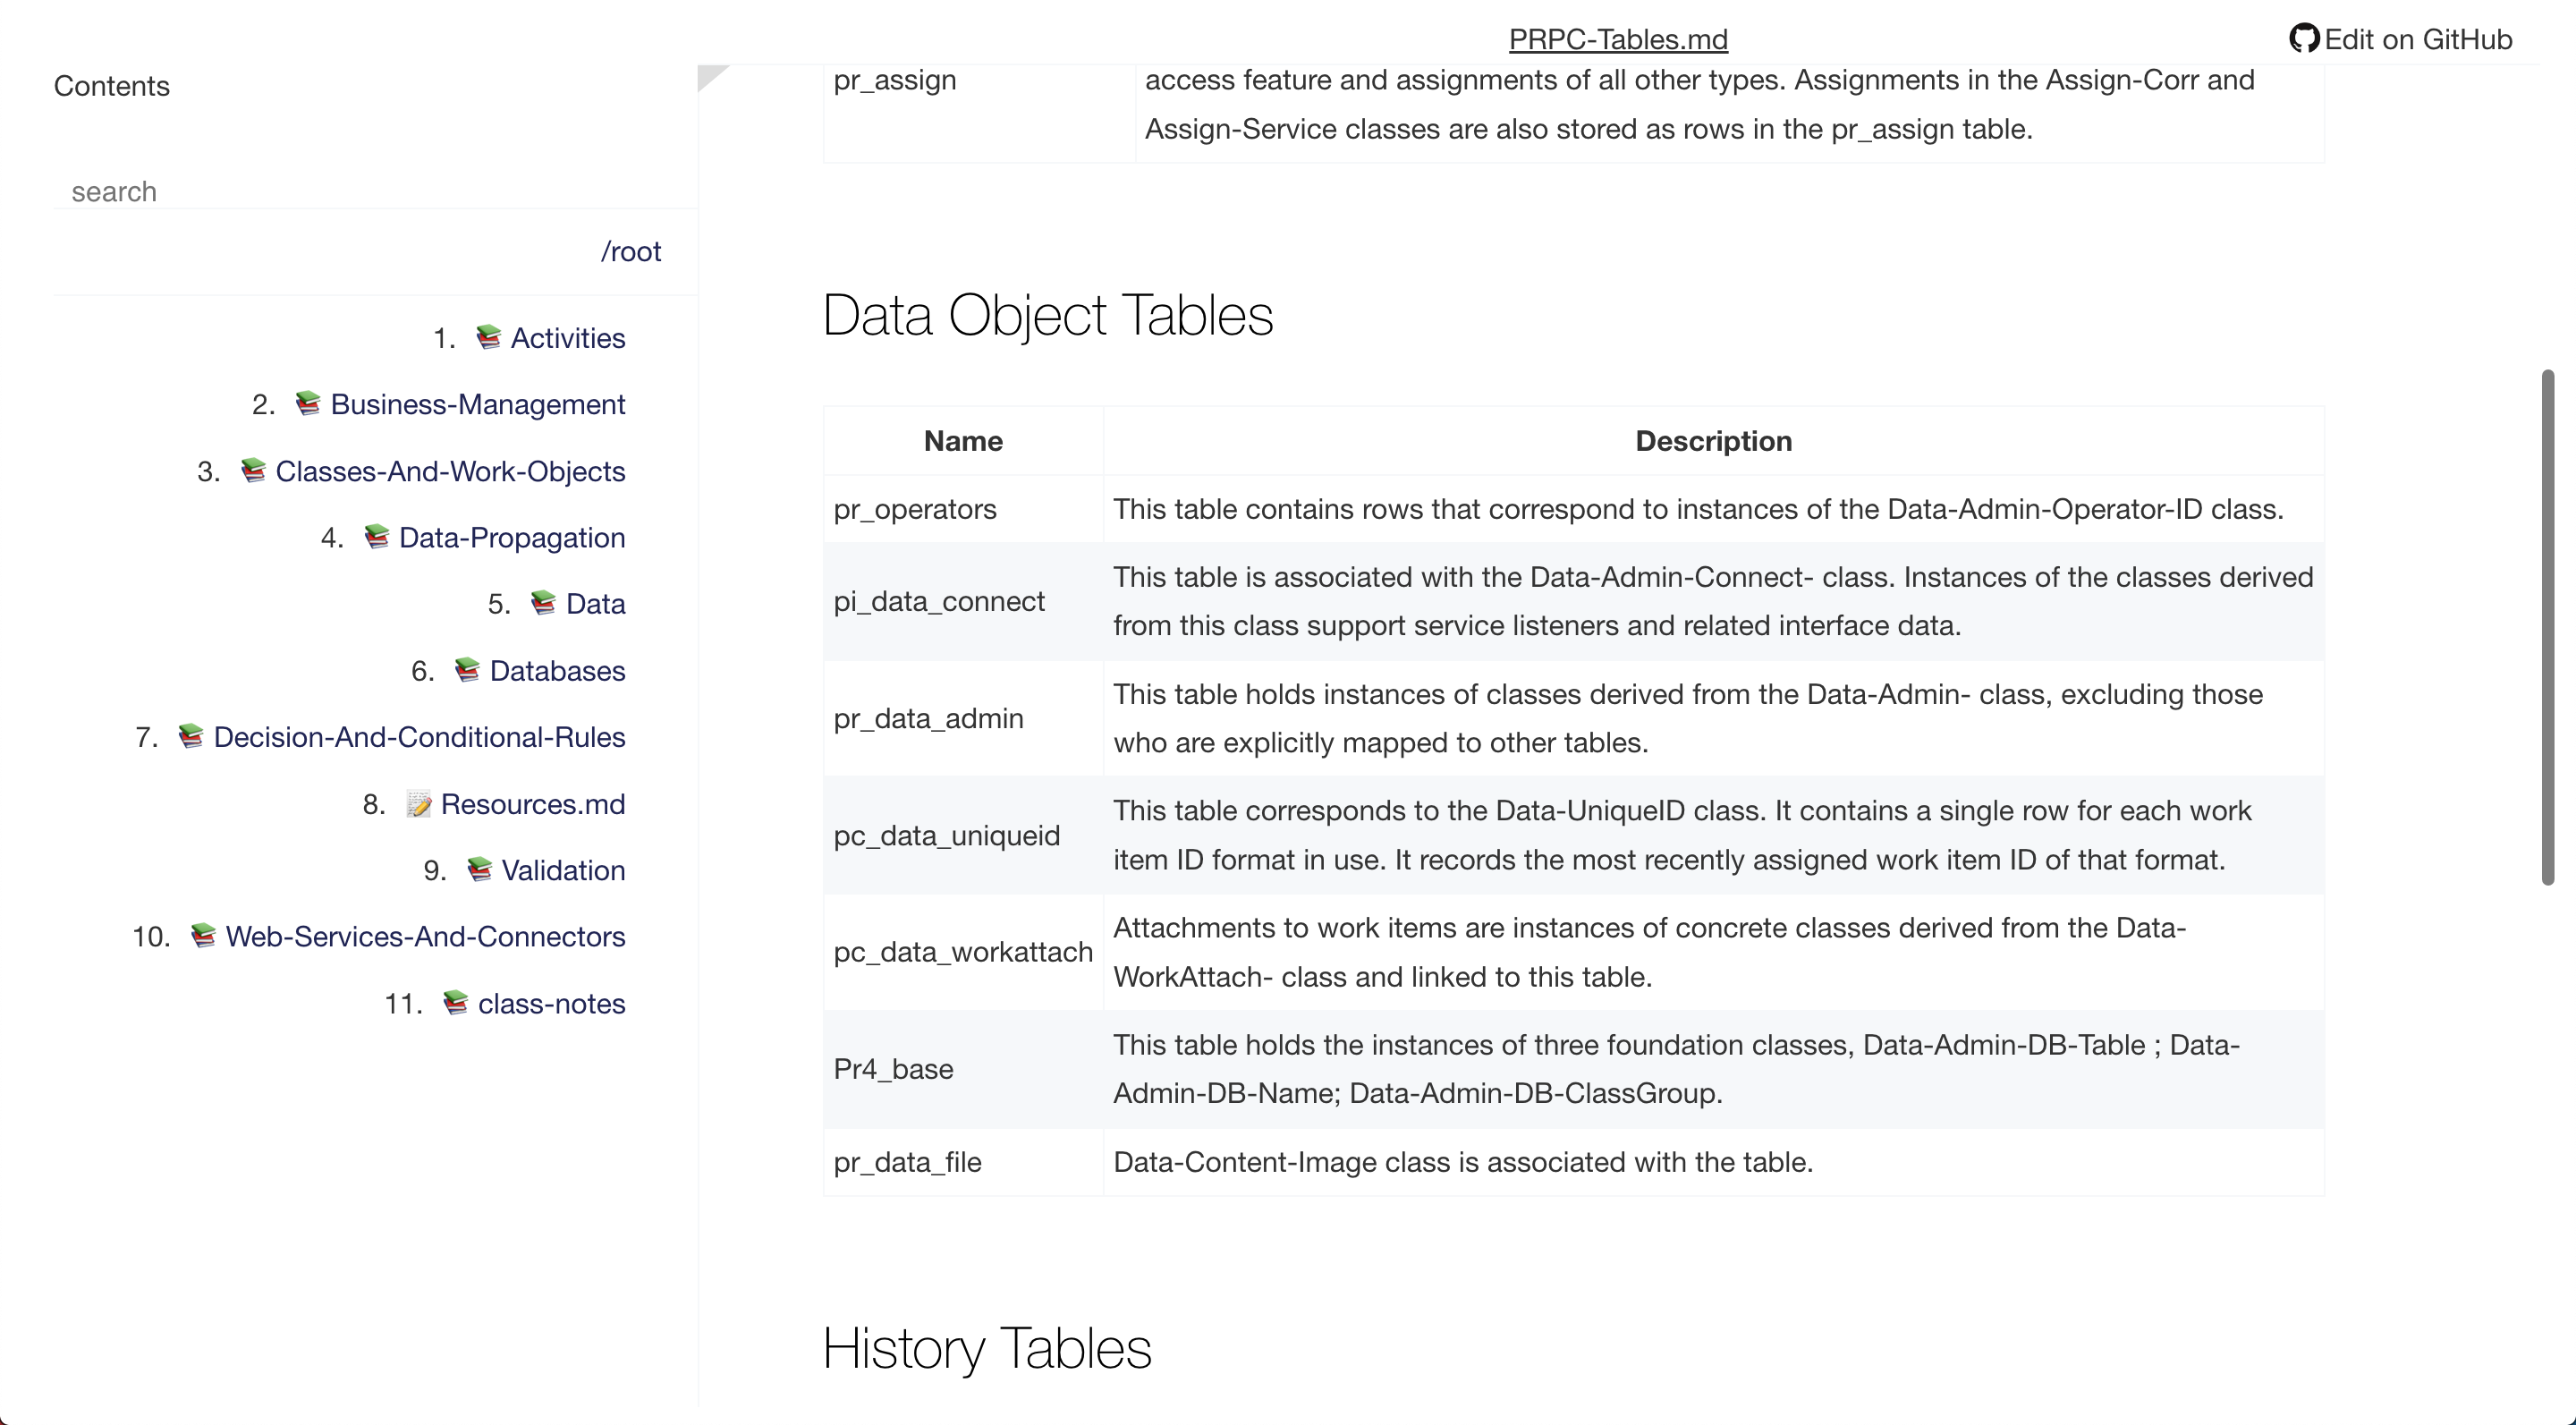 PRPC-Tables.md
Edit on GitHub
Contents
search
/root
1. Activities
2. Business-Management
3. Classes-And-Work-Objects
4. Data-Propagation
5. Data
6. Databases
7. Decision-And-Conditional-Rules
8. Resources.md
9. Validation
10. Web-Services-And-Connectors
11. class-notes
pr_assign
access feature and assignments of all other types. Assignments in the Assign-Corr and
Assign-Service classes are also stored as rows in the pr_assign table.
Data Object Tables
Name Description
pr_operators This table contains rows that correspond to instances of the Data-Admin-Operator-ID class.
pi_data_connect
This table is associated with the Data-Admin-Connect- class. Instances of the classes derived
from this class support service listeners and related interface data.
pr_data_admin
This table holds instances of classes derived from the Data-Admin- class, excluding those
who are explicitly mapped to other tables.
pc_data_uniqueid
This table corresponds to the Data-UniqueID class. It contains a single row for each work
item ID format in use. It records the most recently assigned work item ID of that format.
pc_data_workattach
Attachments to work items are instances of concrete classes derived from the Data-
WorkAttach- class and linked to this table.
Pr4_base
This table holds the instances of three foundation classes, Data-Admin-DB-Table ; Data-
Admin-DB-Name; Data-Admin-DB-ClassGroup.
pr_data_file Data-Content-Image class is associated with the table.
History Tables